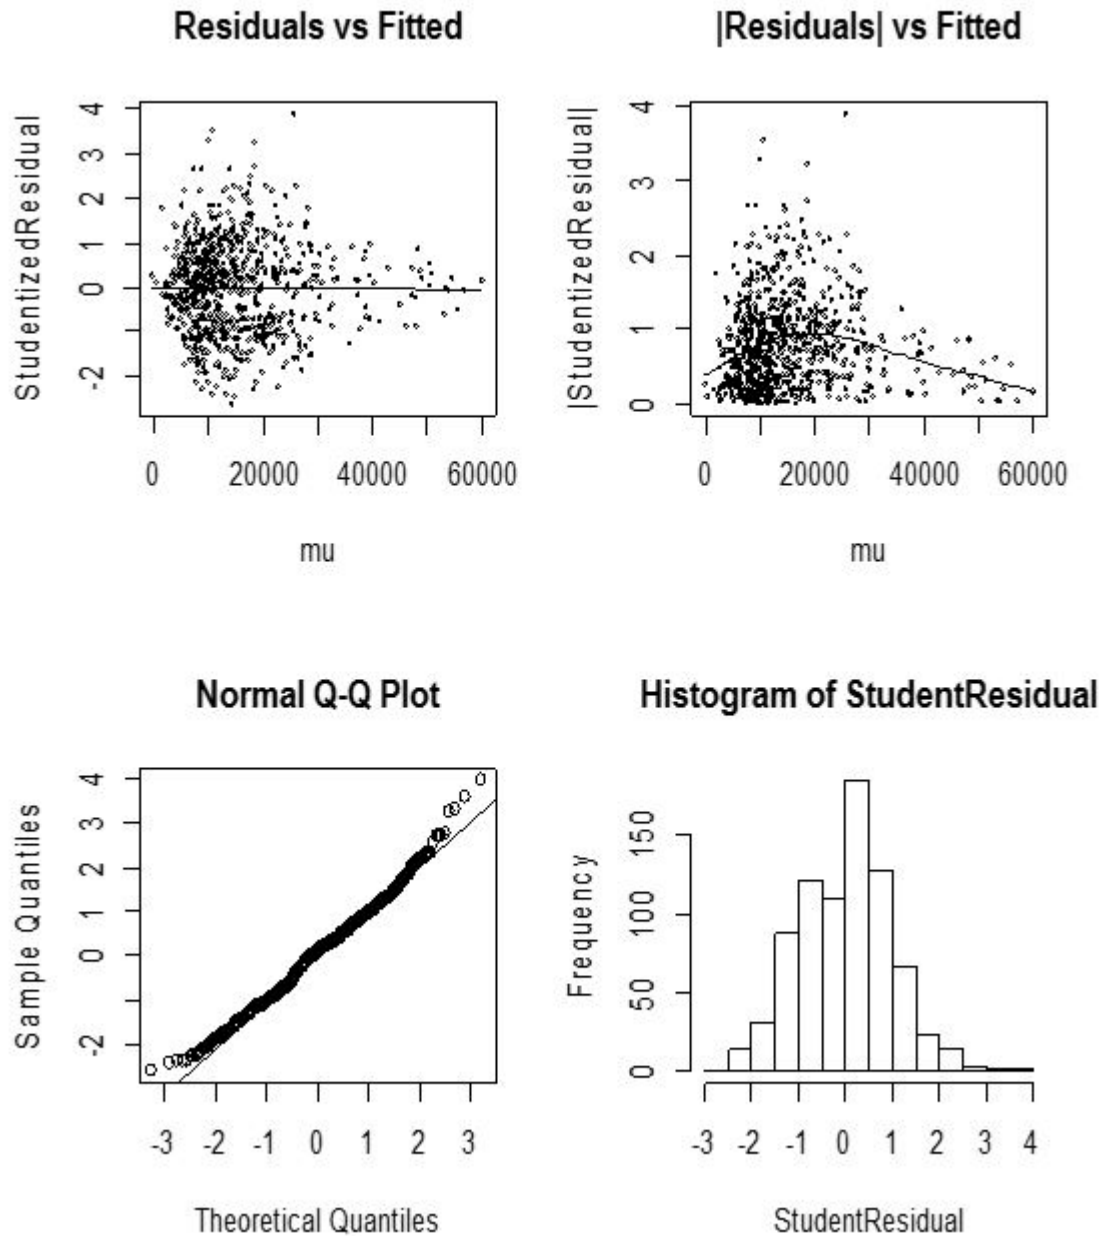 Residuals vs Fitted
StudentizedResidual
4
3
2
1
0
-2
0 20000 40000 60000
mu
|Residuals| vs Fitted
|StudentizedResidual|
4
3
2
1
0
0 20000 40000 60000
mu
Normal Q-Q Plot
Sample Quantiles
4
3
2
1
0
-2
-3 -2 -1 0 1 2 3
Theoretical Quantiles
Histogram of StudentResidual
Frequency
150
100
50
0
-3 -2 -1 0 1 2 3 4
StudentResidual